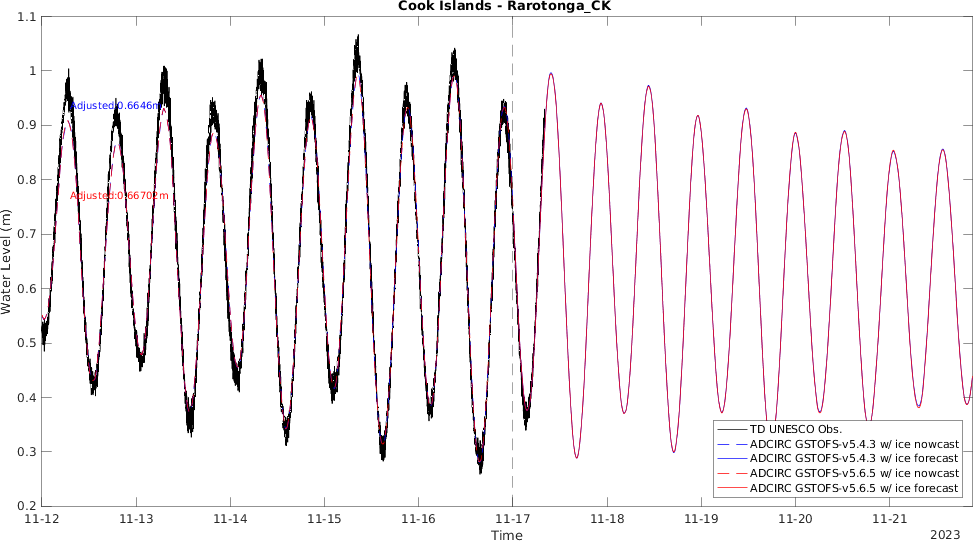 Cook Islands - Rarotonga_CK
1.1
1
0.9
0.8
0.7
0.6
0.5
0.4
0.3
0.2
Water Level (m)
Adjusted:0.6646m
Adjusted:0.66702m
TD UNESCO Obs.
ADCIRC GSTOFS-v5.4.3 w/ ice nowcast
ADCIRC GSTOFS-v5.4.3 w/ ice forecast
ADCIRC GSTOFS-v5.6.5 w/ ice nowcast
ADCIRC GSTOFS-v5.6.5 w/ ice forecast
11-12 11-13 11-14 11-15 11-16 11-17 11-18 11-19 11-20 11-21
Time
2023